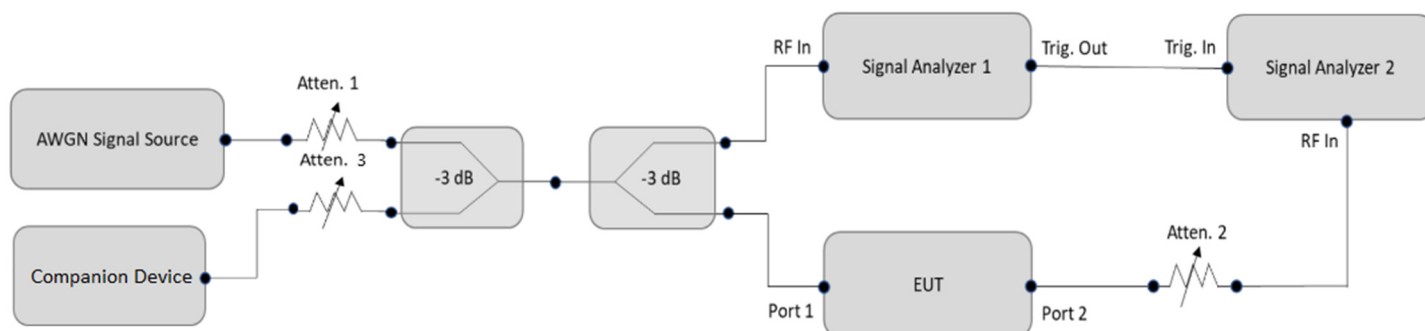 RF In
Signal Analyzer 1
Trig. Out
Trig. In
Signal Analyzer 2
Atten. 1
AWGN Signal Source
RF In
Atten. 3
-3 dB
-3 dB
Atten. 2
Companion Device
EUT
Port 1
Port 2